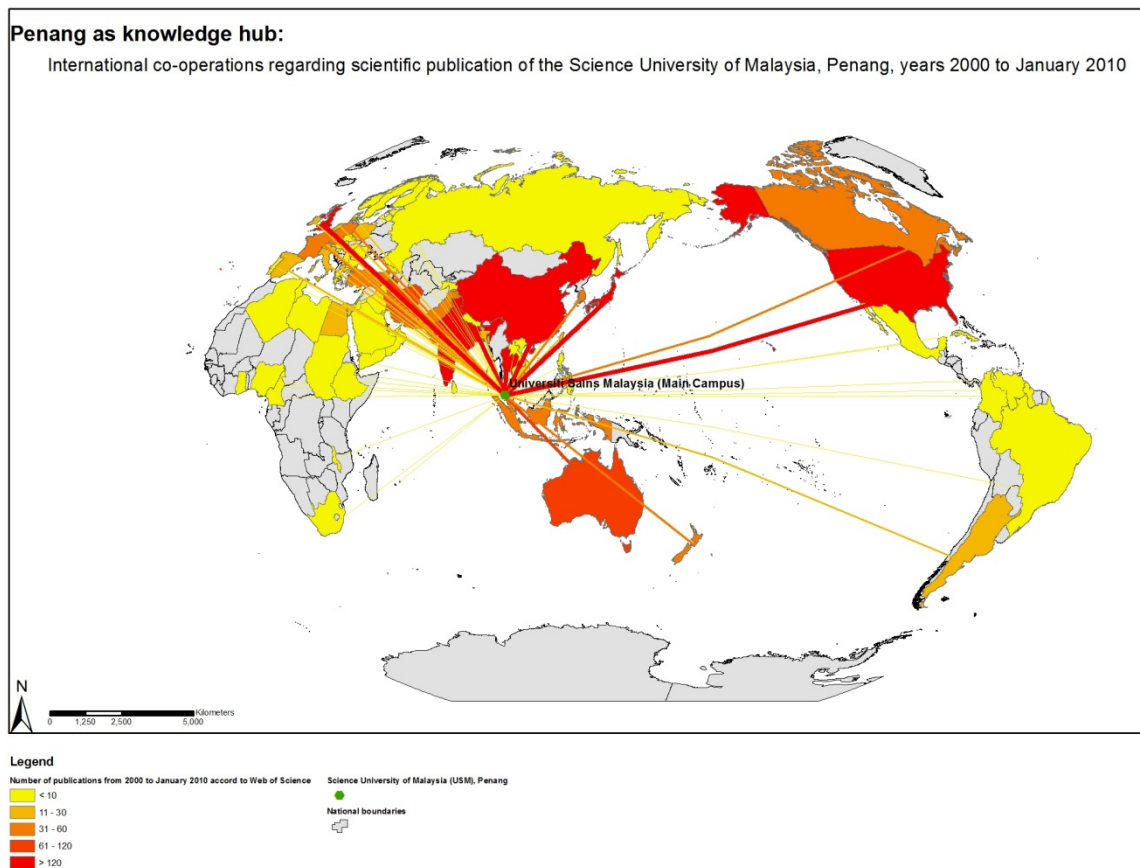 Penang as knowledge hub:
International co-operations regarding scientific publication of the Science University of Malaysia, Penang, years 2000 to January 2010
Universiti Sains Malaysia (Main Campus)
N
Kilometers
0 1,250 2,500 5,000
Legend
Number of publications from 2000 to January 2010 accord to Web of Science
< 10
11 - 30
31 - 60
61 - 120
> 120
Science University of Malaysia (USM), Penang
National boundaries